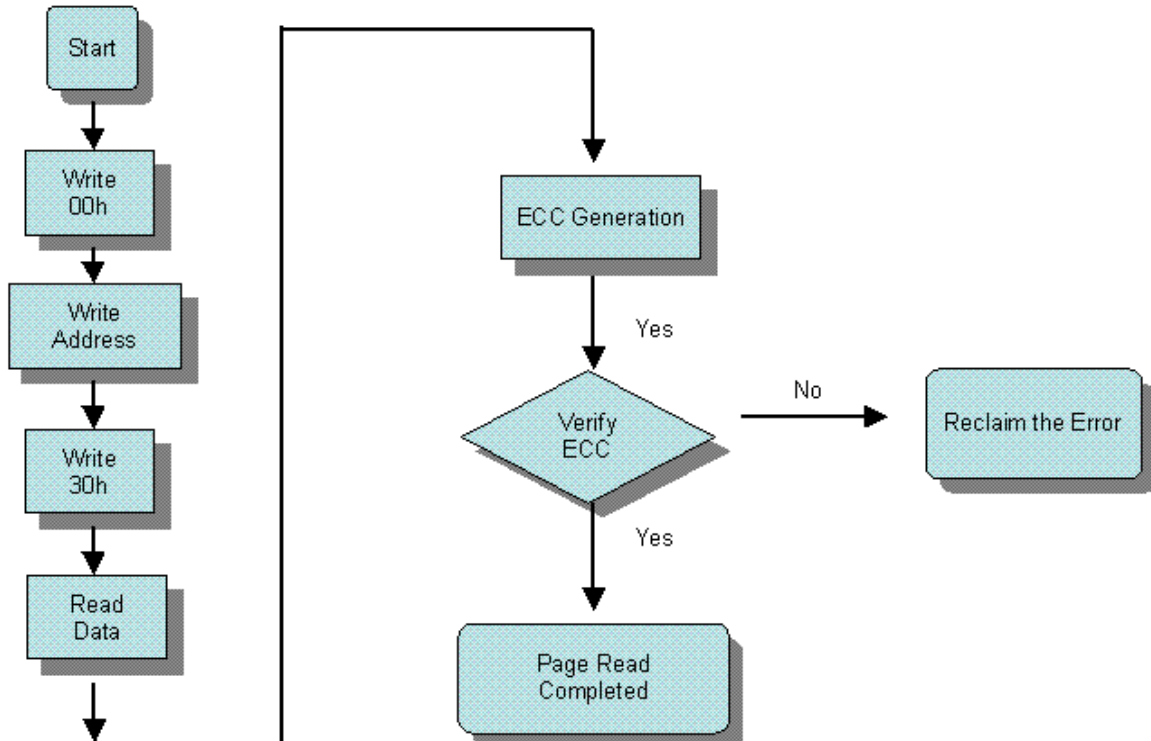 Start
Write
00h
Write
Address
Write
30h
Read
Data
ECC Generation
Yes
Verify
ECC
No
Reclaim the Error
Yes
Page Read
Completed